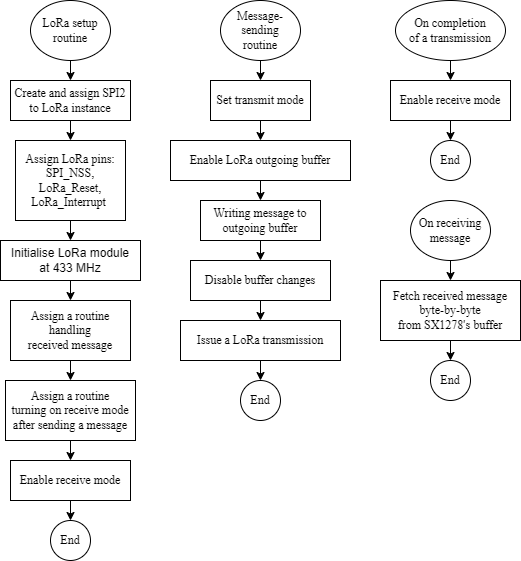 LoRa setup
routine
Create and assign SPI2
to LoRa instance
Assign LoRa pins:
SPI_NSS,
LoRa_Reset,
LoRa_Interrupt
Initialise LoRa module
at 433 MHz
Assign a routine
handling
received message
Assign a routine
turning on receive mode
after sending a message
Enable receive mode
End
Message-
sending
routine
Set transmit mode
Enable LoRa outgoing buffer
Writing message to
outgoing buffer
Disable buffer changes
Issue a LoRa transmission
End
On completion
of a transmission
Enable receive mode
End
On receiving
message
Fetch received message
byte-by-byte
from SX1278's buffer
End